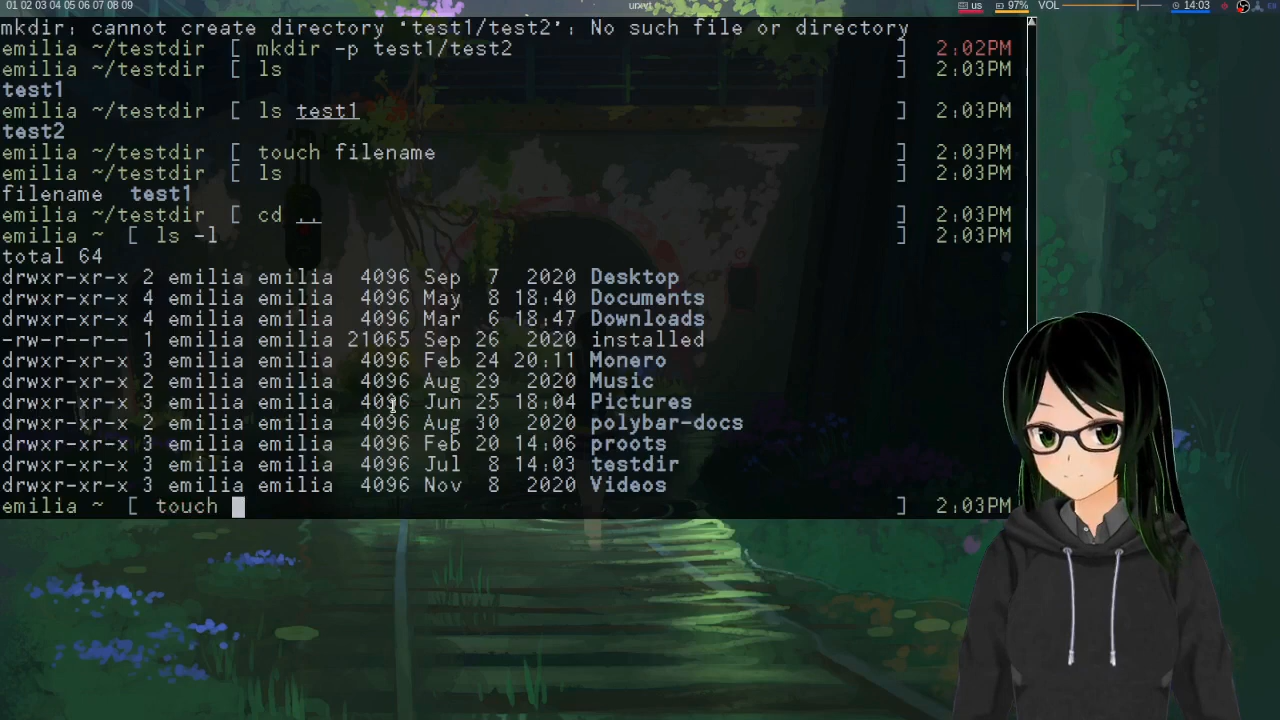 01 02 03 04 05 06 07 08 09 urxvt us 97% VOL 14:03
mkdir: cannot create directory ‘test1/test2’: No such file or directory
emilia ~/testdir [ mkdir -p test1/test2 ] 2:02PM
emilia ~/testdir [ ls ] 2:03PM
test1
emilia ~/testdir [ ls test1 ] 2:03PM
test2
emilia ~/testdir [ touch filename ] 2:03PM
emilia ~/testdir [ ls ] 2:03PM
filename test1
emilia ~/testdir [ cd .. ] 2:03PM
emilia ~ [ ls -l ] 2:03PM
total 64
drwxr-xr-x 2 emilia emilia 4096 Sep 7 2020 Desktop
drwxr-xr-x 4 emilia emilia 4096 May 8 18:40 Documents
drwxr-xr-x 4 emilia emilia 4096 Mar 6 18:47 Downloads
-rw-r--r-- 1 emilia emilia 21065 Sep 26 2020 installed
drwxr-xr-x 3 emilia emilia 4096 Feb 24 20:11 Monero
drwxr-xr-x 2 emilia emilia 4096 Aug 29 2020 Music
drwxr-xr-x 3 emilia emilia 4096 Jun 25 18:04 Pictures
drwxr-xr-x 2 emilia emilia 4096 Aug 30 2020 polybar-docs
drwxr-xr-x 3 emilia emilia 4096 Feb 20 14:06 proots
drwxr-xr-x 3 emilia emilia 4096 Jul 8 14:03 testdir
drwxr-xr-x 3 emilia emilia 4096 Nov 8 2020 Videos
emilia ~ [ touch ] 2:03PM